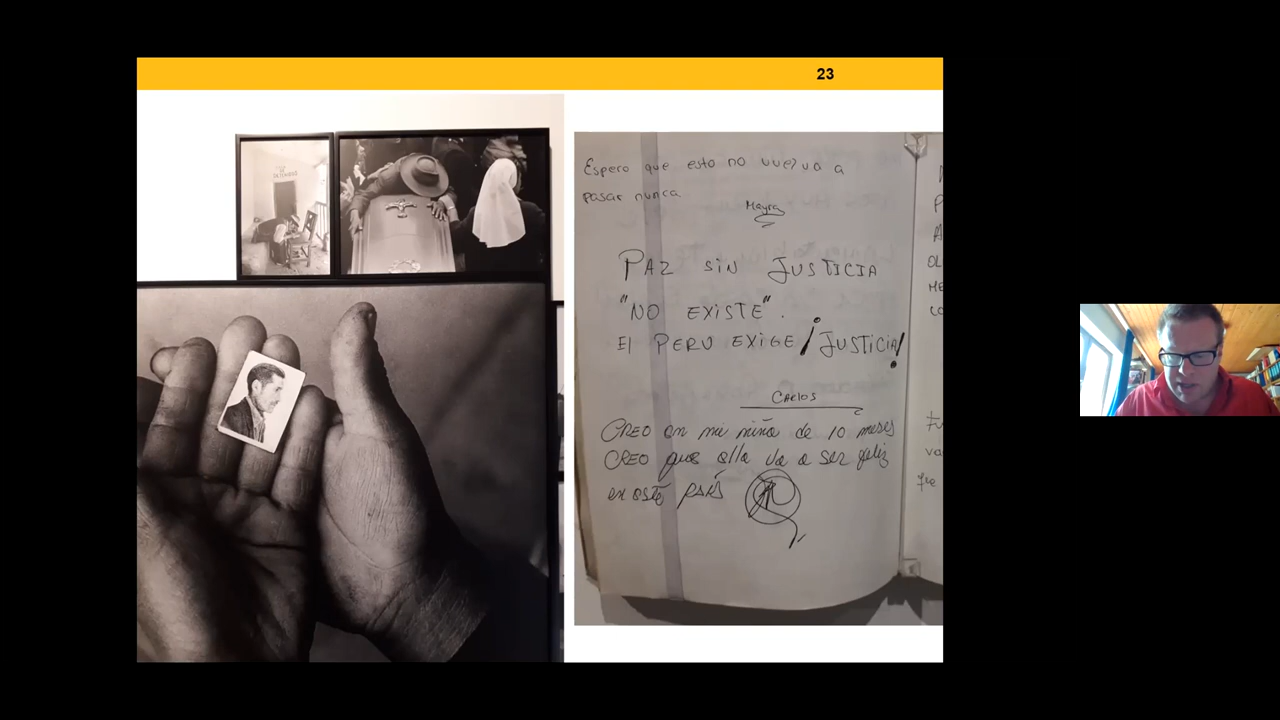 23
Espero que esto no vuelva a
pasar nunca
Mayra
PAZ SIN JUSTICIA
"NO EXISTE".
El PERU EXIGE ¡JUSTICIA!
CARLOS
CREO en mi niña de 10 meses
CREO que ella va a ser feliz
en este PAÍS